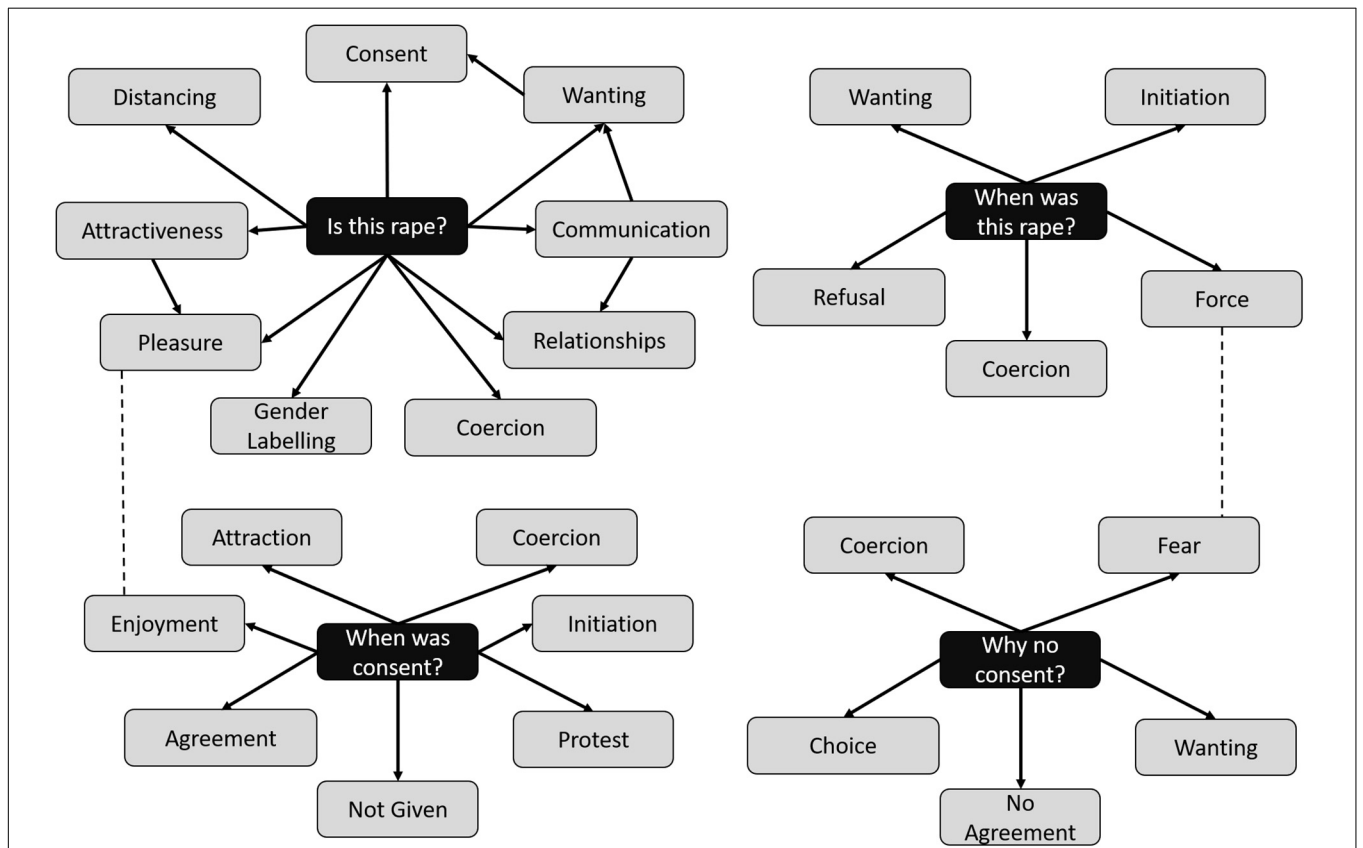 Consent
Distancing
Wanting
Attractiveness
Is this rape?
Communication
Pleasure
Relationships
Gender
Labelling
Coercion
Wanting
Initiation
When was
this rape?
Refusal
Force
Coercion
Attraction
Coercion
Enjoyment
When was
consent?
Initiation
Agreement
Protest
Not Given
Coercion
Fear
Why no
consent?
Choice
Wanting
No
Agreement